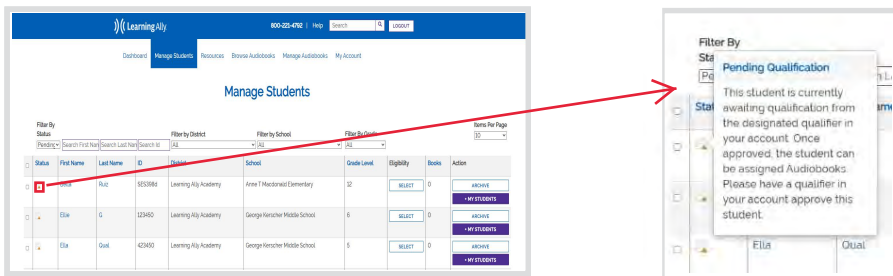 Learning Ally
800-221-4792 | Help Search LOGOUT
Dashboard Manage Students Resources Browse Audiobooks Manage Audiobooks My Account
Manage Students
Filter By
Status Filter by District Filter by School Filter By Grade Items Per Page
Pending Search First Nam Search Last Nam Search Id All All All 10
Status First Name Last Name ID District School Grade Level Eligibility Books Action
Ruiz SES398d Learning Ally Academy Anne T Macdonald Elementary 12 SELECT 0 ARCHIVE
+ MY STUDENTS
Ellie G 123450 Learning Ally Academy George Kerscher Middle School 6 SELECT 0 ARCHIVE
+ MY STUDENTS
Ella Qual 423450 Learning Ally Academy George Kerscher Middle School 5 SELECT 0 ARCHIVE
+ MY STUDENTS
Filter By
Sta
Pe
Stat
Pending Qualification
This student is currently
awaiting qualification from
the designated qualifier in
your account. Once
approved, the student can
be assigned Audiobooks.
Please have a qualifier in
your account approve this
student.
n L
ame
Ella Qual